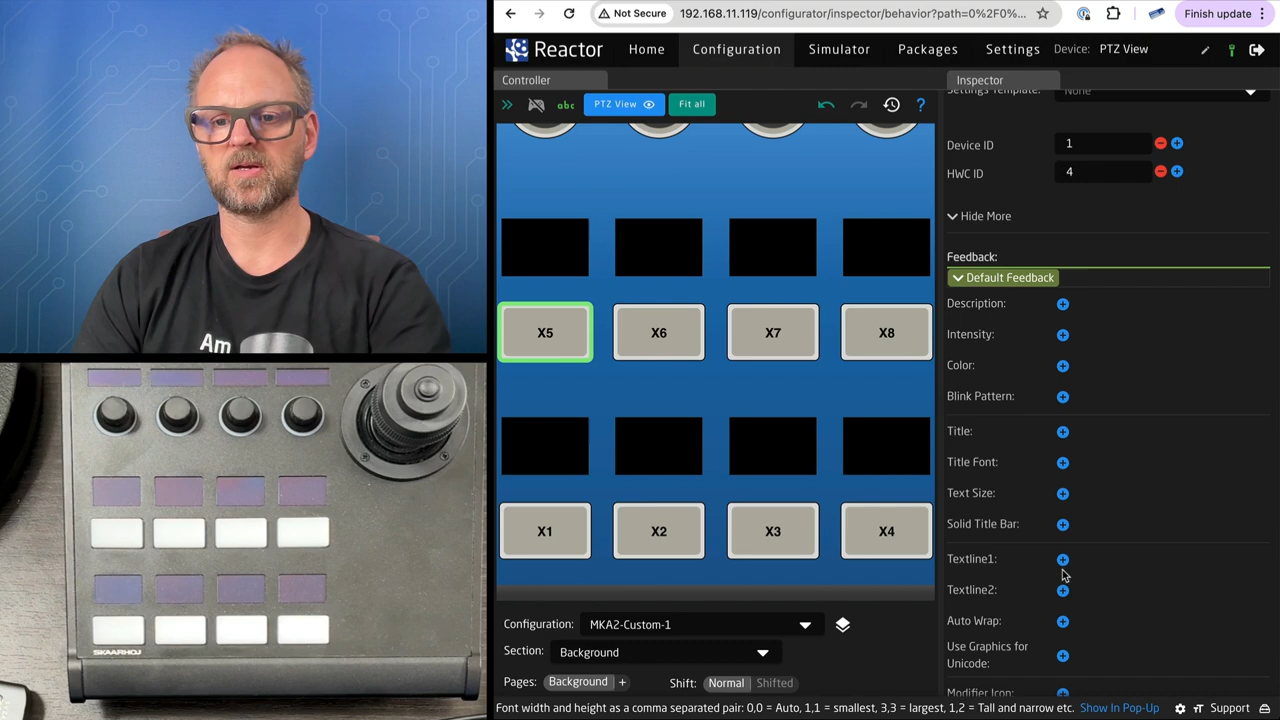 Not Secure
192.168.11.119/configurator/inspector/behavior?path=0%2F0%...
Finish update
Reactor
Home
Configuration
Simulator
Packages
Settings
Device:
PTZ View
Controller
Inspector
abc
PTZ View
Fit all
?
Settings Template:
None
Device ID
1
HWC ID
4
Hide More
Feedback:
Default Feedback
Description:
Intensity:
Color:
Blink Pattern:
Title:
Title Font:
Text Size:
Solid Title Bar:
Textline1:
Textline2:
Auto Wrap:
Use Graphics for
Unicode:
Modifier Icon:
X5
X6
X7
X8
X1
X2
X3
X4
Configuration:
MKA2-Custom-1
Section:
Background
Pages:
Background
+
Shift:
Normal
Shifted
Font width and height as a comma separated pair: 0,0 = Auto, 1,1 = smallest, 3,3 = largest, 1,2 = Tall and narrow etc.
Show In Pop-Up
Support
Am
SKAARHOJ